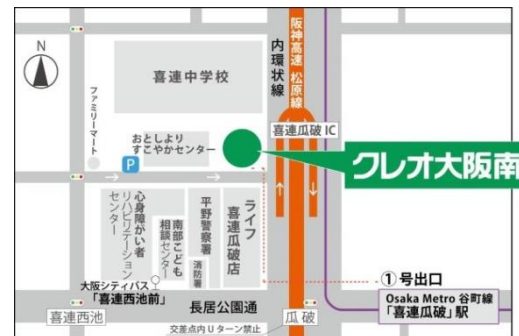 N
喜連中学校
ファミリーマート
おとしより
すこやかセンター
P
内環状線
阪神高速 松原線
喜連瓜破 IC
クレオ大阪南
心身障がい者
リハビリテーション
センター
南部こども
相談センター
平野警察署
消防署
ライフ
喜連瓜破店
大阪シティバス
「喜連西池前」
長居公園通
喜連西池
交差点内Uターン禁止
瓜破
①号出口
Osaka Metro 谷町線
「喜連瓜破」駅